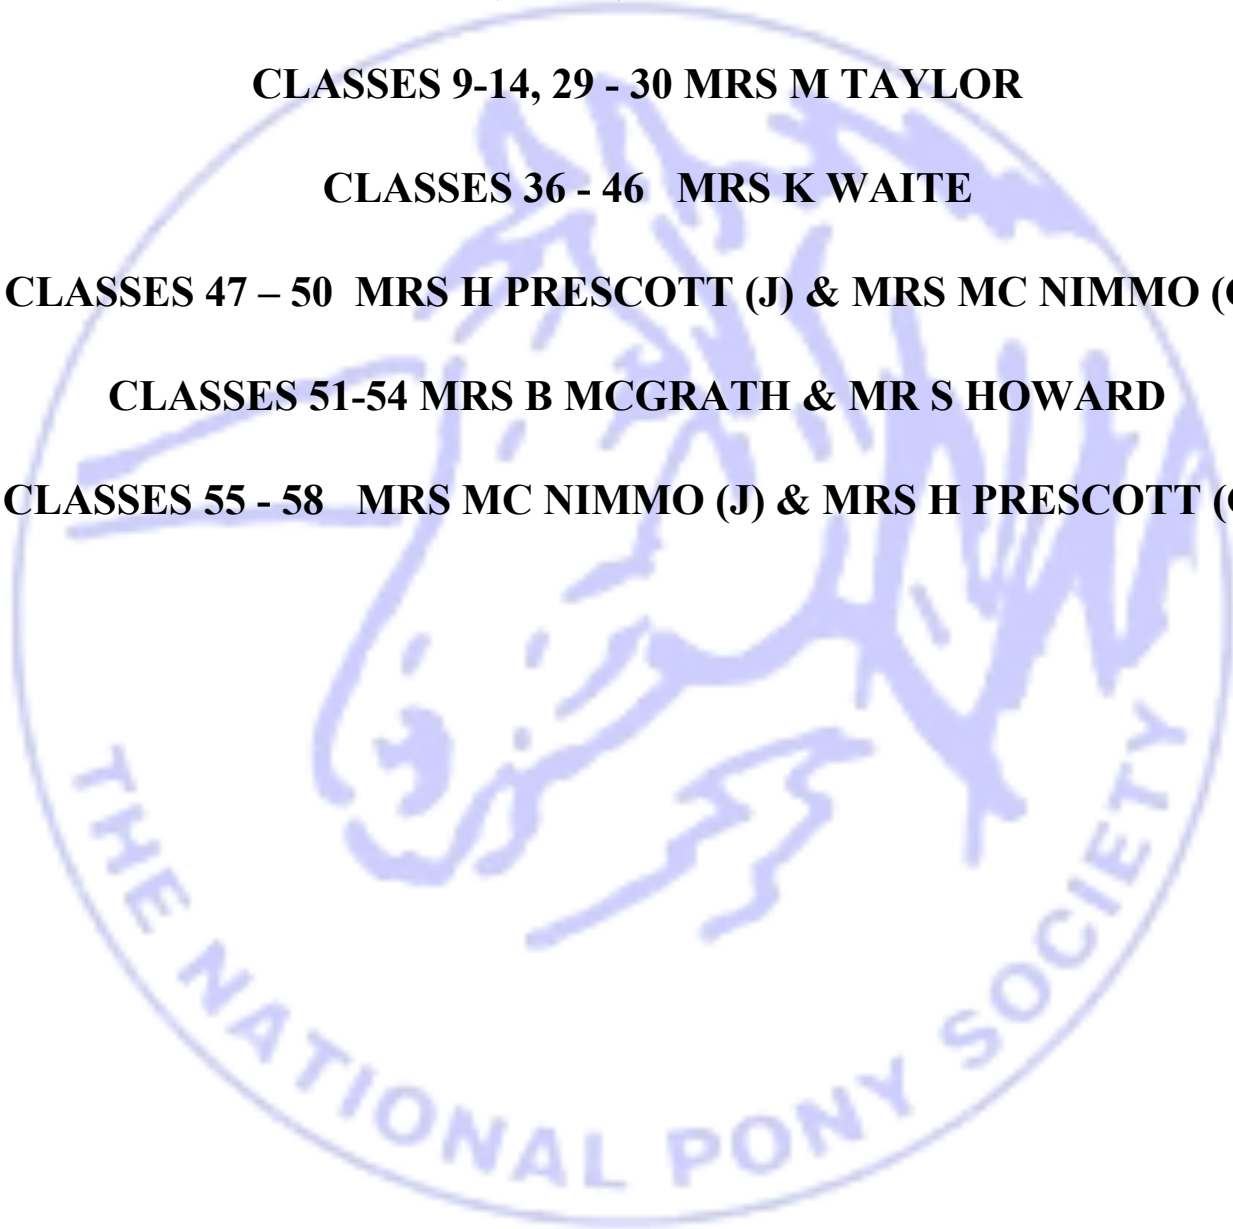 CLASSES 9-14, 29 - 30 MRS M TAYLOR
CLASSES 36 - 46 MRS K WAITE
CLASSES 47 – 50 MRS H PRESCOTT (J) & MRS MC NIMMO (
CLASSES 51-54 MRS B MCGRATH & MR S HOWARD
CLASSES 55 - 58 MRS MC NIMMO (J) & MRS H PRESCOTT (
THE NATIONAL PONY SOCIETY